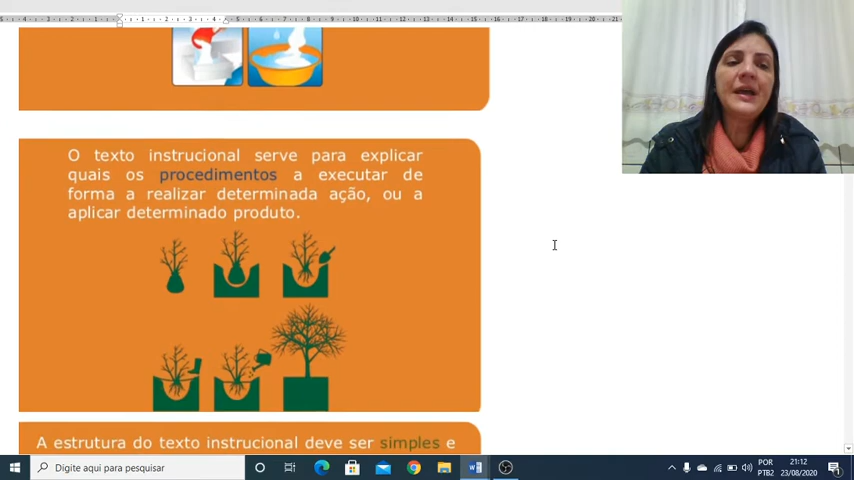 O texto instrucional serve para explicar
quais os procedimentos a executar de
forma a realizar determinada ação, ou a
aplicar determinado produto.
A estrutura do texto instrucional deve ser simples e
Digite aqui para pesquisar
POR
PTB2
21:12
23/08/2020